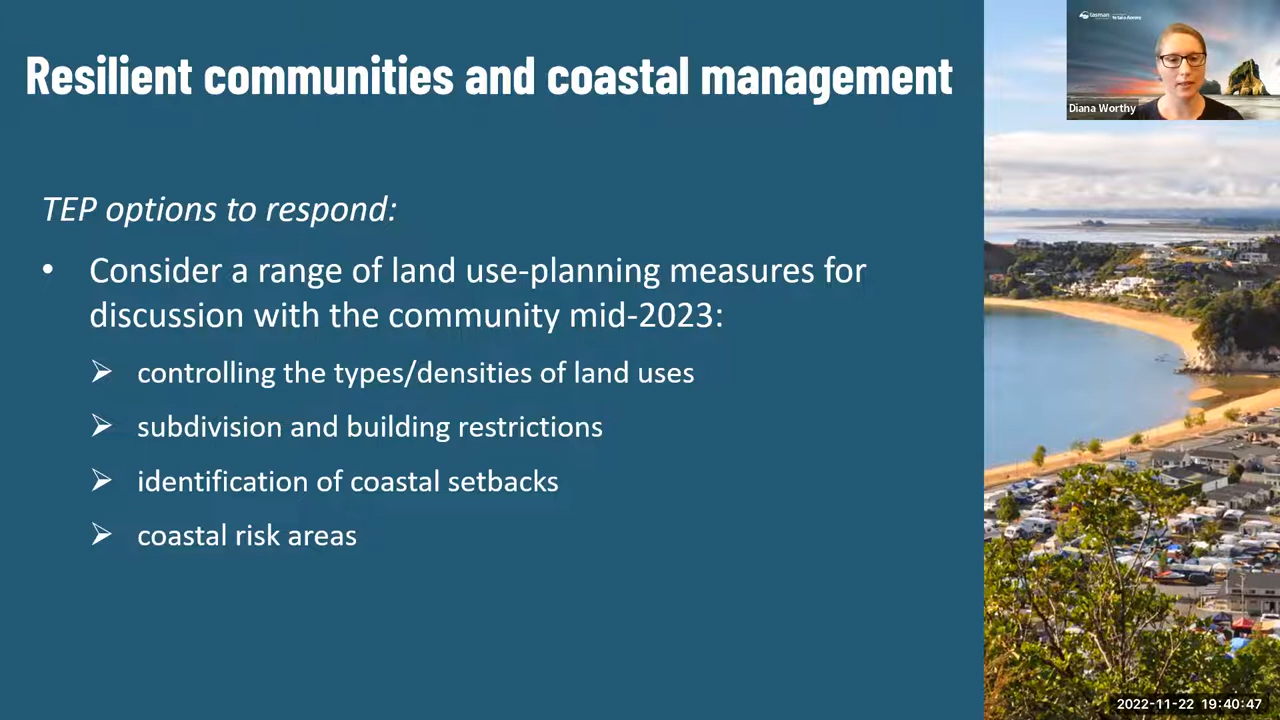 Resilient communities and coastal management
tasman
Diana Worthy
TEP options to respond:
• Consider a range of land use-planning measures for
discussion with the community mid-2023:
➢ controlling the types/densities of land uses
➢ subdivision and building restrictions
➢ identification of coastal setbacks
➢ coastal risk areas
2022-11-22 19:40:47